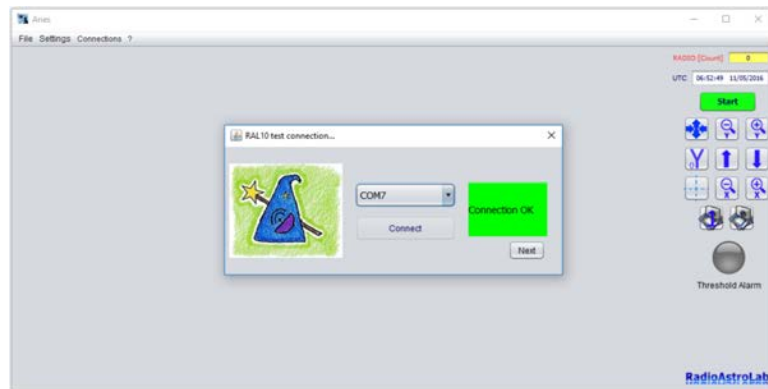 Aries
File Settings Connections ?
RADIO [Count] 0
UTC: 06:52:49 11/05/2016
Start
RAL10 test connection...
COM7
Connect
Connection OK
Next
Threshold Alarm
RadioAstroLab